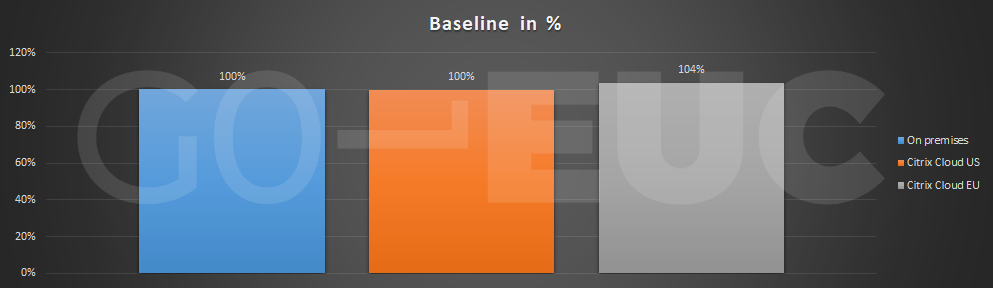 Baseline in %
120%
100%
80%
60%
40%
20%
0%
100%
100%
104%
On premises
Citrix Cloud US
Citrix Cloud EU
GO-EUC